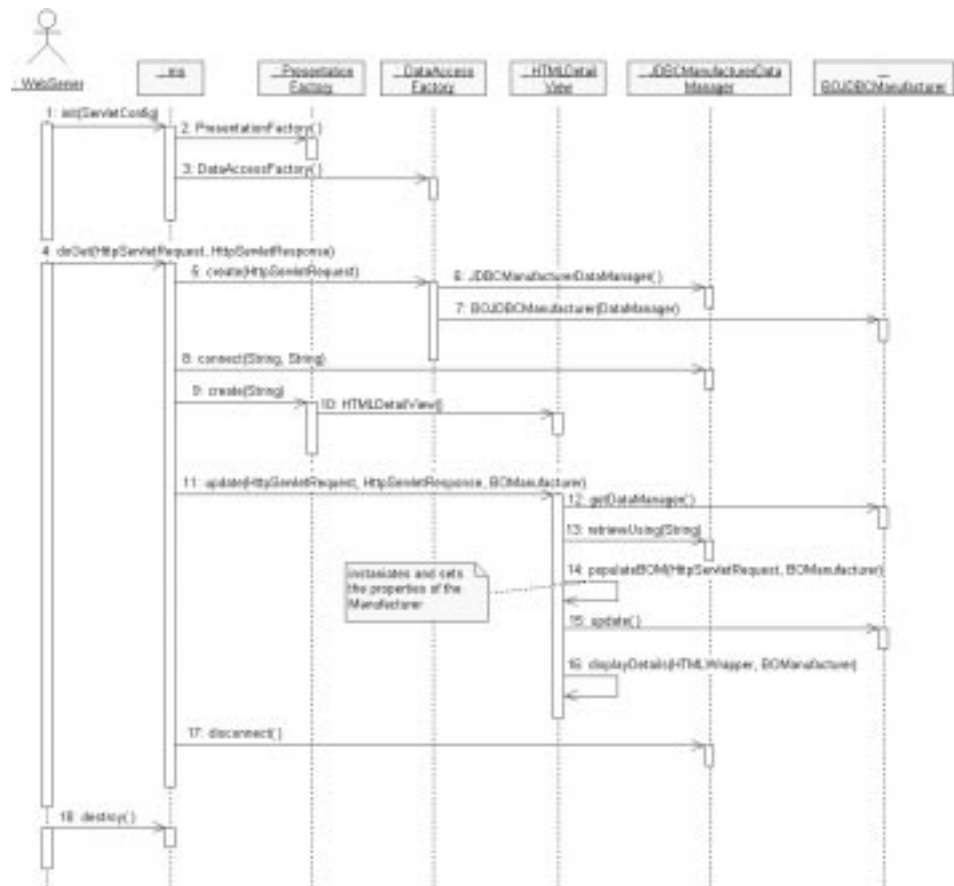 : WebServer
: ms
: Presentation
Factory
: DataAccess
Factory
: HTMLDetail
View
: JDBCManufacturerData
Manager
:
BOJDBCManufacturer
1: init(ServletConfig)
2: PresentationFactory( )
3: DataAccessFactory( )
4: doGet(HttpServletRequest, HttpServletResponse)
5: create(HttpServletRequest)
6: JDBCManufacturerDataManager( )
7: BOJDBCManufacturer(DataManager)
8: connect(String, String)
9: create(String)
10: HTMLDetailView()
11: update(HttpServletRequest, HttpServletResponse, BOManufacturer)
12: getDataManager( )
13: retrieveUsing(String)
14: populateBOM(HttpServletRequest, BOManufacturer)
instaniates and sets
the properties of the
Manufacturer
15: update( )
16: displayDetails(HTMLWrapper, BOManufacturer)
17: disconnect( )
18: destroy( )